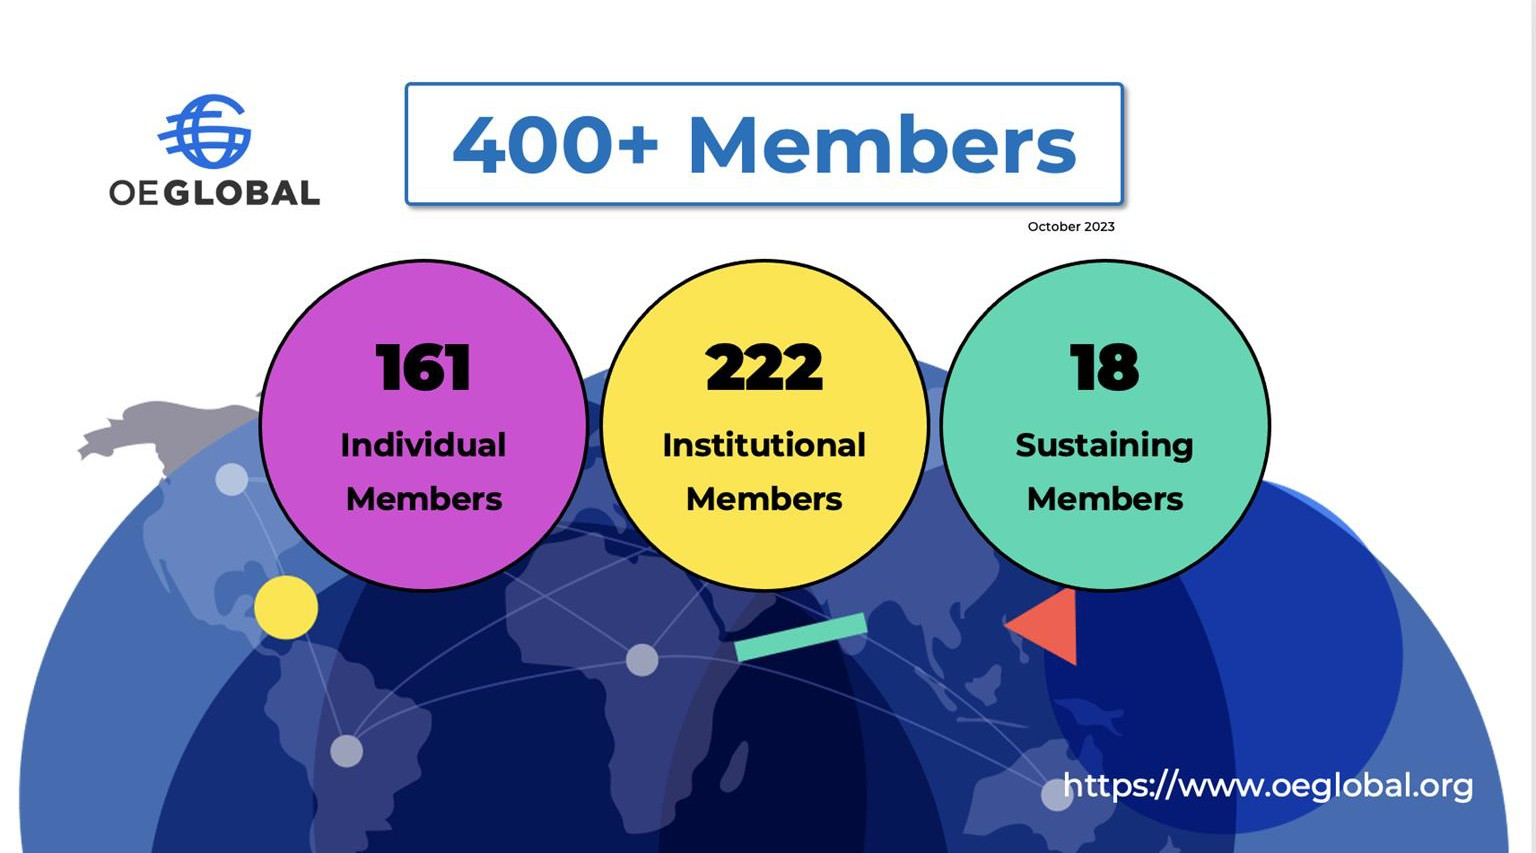 OEGLOBAL
400+ Members
October 2023
161
Individual
Members
222
Institutional
Members
18
Sustaining
Members
https://www.oeglobal.org